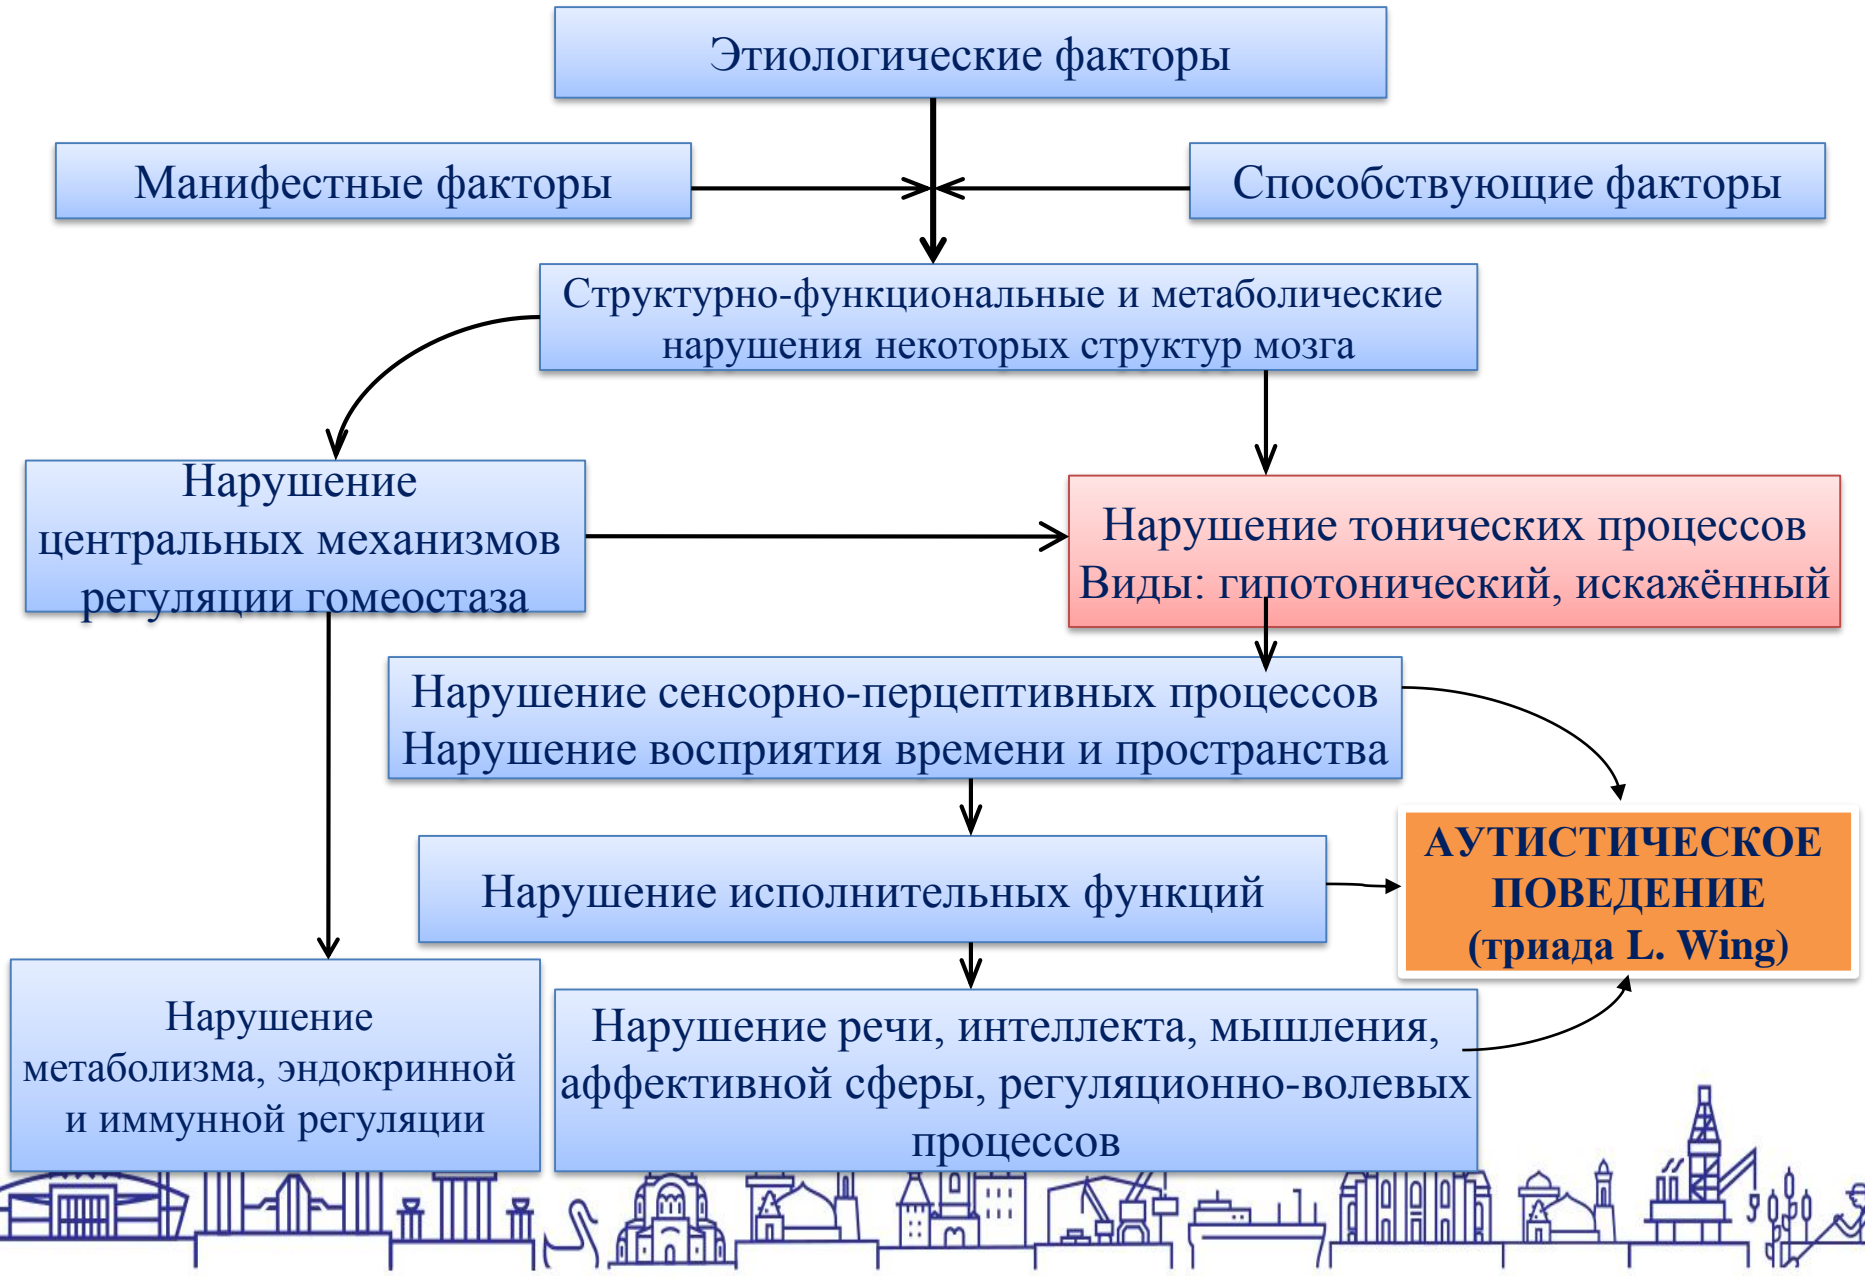 Этиологические факторы
Манифестные факторы
Способствующие факторы
Структурно-функциональные и метаболические
нарушения некоторых структур мозга
Нарушение
центральных механизмов
регуляции гомеостаза
Нарушение тонических процессов
Виды: гипотонический, искажённый
Нарушение сенсорно-перцептивных процессов
Нарушение восприятия времени и пространства
АУТИСТИЧЕСКОЕ
ПОВЕДЕНИЕ
(триада L. Wing)
Нарушение исполнительных функций
Нарушение
метаболизма, эндокринной
и иммунной регуляции
Нарушение речи, интеллекта, мышления,
аффективной сферы, регуляционно-волевых
процессов